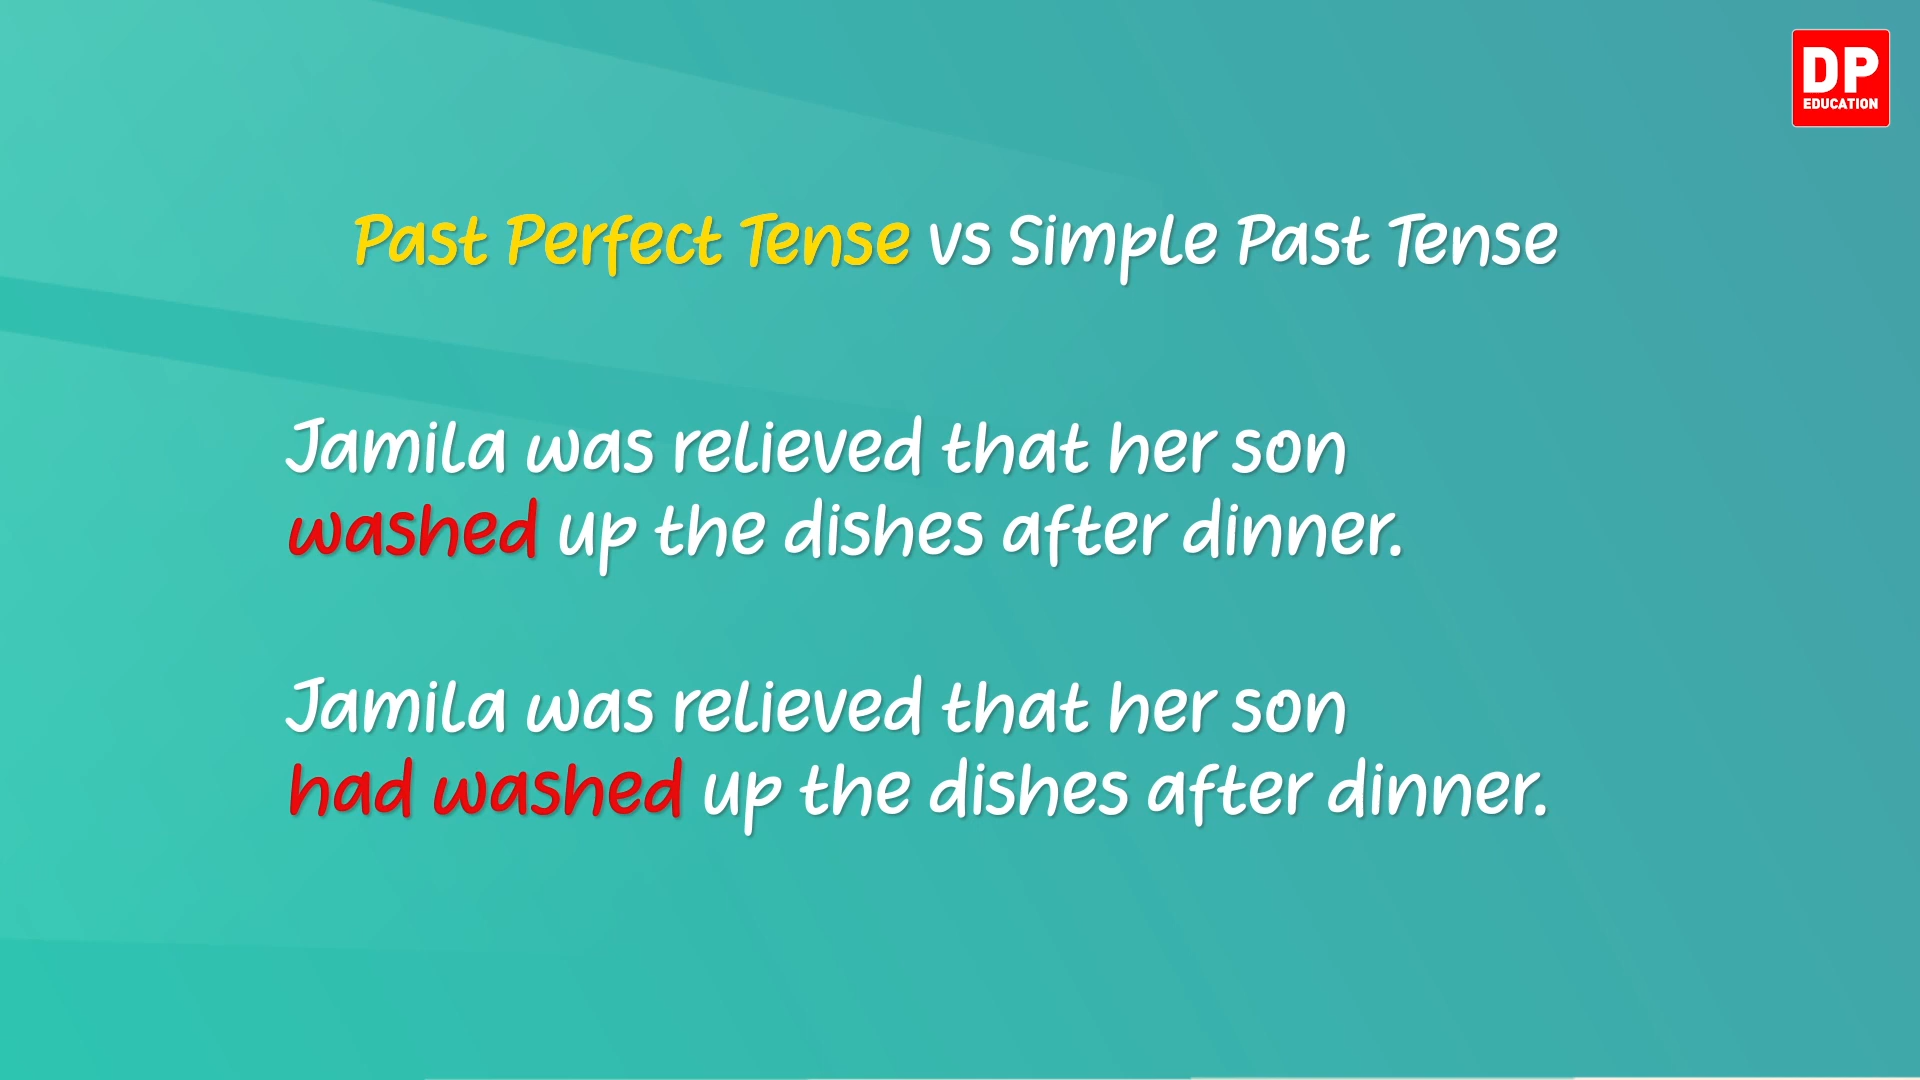 DP
EDUCATION
Past Perfect Tense vs Simple Past Tense
Jamila was relieved that her son
washed up the dishes after dinner.
Jamila was relieved that her son
had washed up the dishes after dinner.